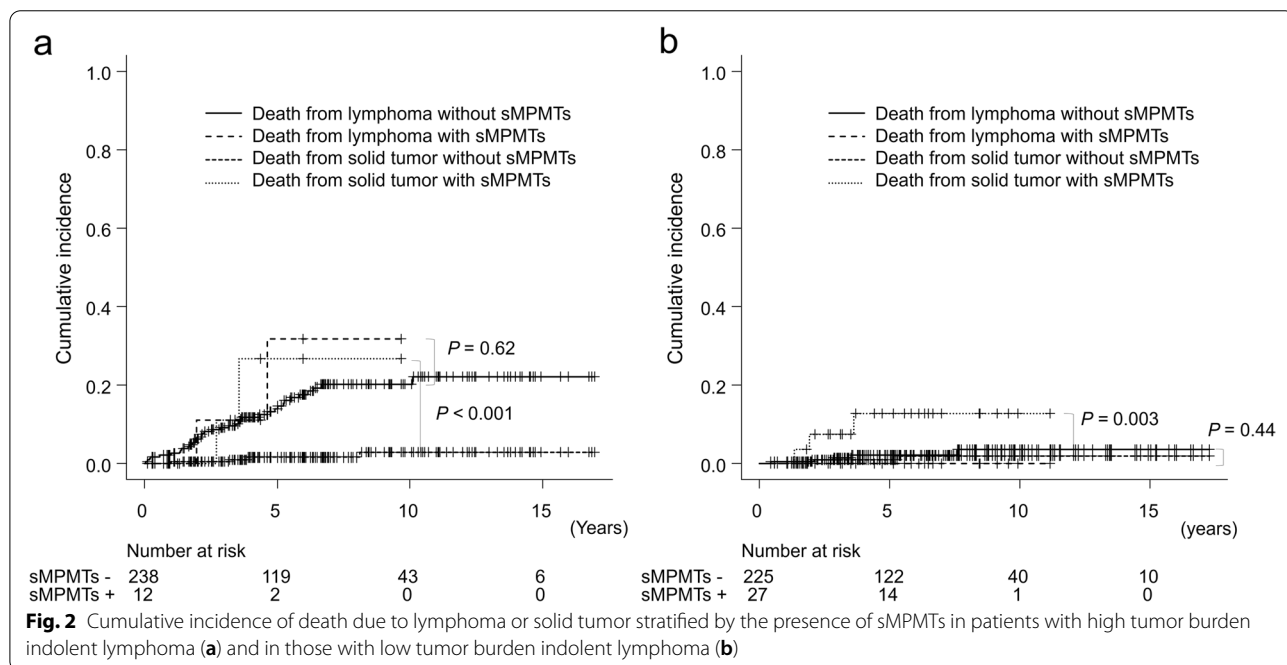 a
1.0
0.8
0.6
0.4
0.2
0.0
Cumulative incidence
Death from lymphoma without sMPMTs
Death from lymphoma with sMPMTs
Death from solid tumor without sMPMTs
Death from solid tumor with sMPMTs
P = 0.62
P < 0.001
0 5 10 15
(Years)
Number at risk
sMPMTs - 238 119 43 6
sMPMTs + 12 2 0 0
b
1.0
0.8
0.6
0.4
0.2
0.0
Cumulative incidence
Death from lymphoma without sMPMTs
Death from lymphoma with sMPMTs
Death from solid tumor without sMPMTs
Death from solid tumor with sMPMTs
P = 0.003
P = 0.44
0 5 10 15
(years)
Number at risk
sMPMTs - 225 122 40 10
sMPMTs + 27 14 1 0
Fig. 2 Cumulative incidence of death due to lymphoma or solid tumor stratified by the presence of sMPMTs in patients with high tumor burden
indolent lymphoma (a) and in those with low tumor burden indolent lymphoma (b)